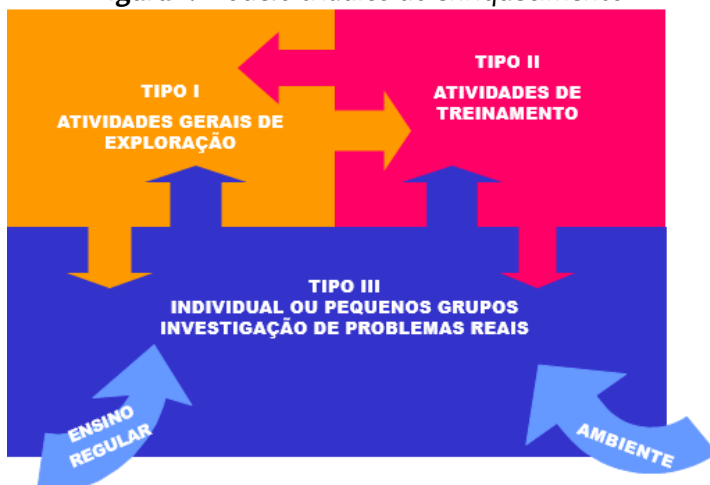 TIPO I
ATIVIDADES GERAIS DE
EXPLORAÇÃO
TIPO II
ATIVIDADES DE
TREINAMENTO
TIPO III
INDIVIDUAL OU PEQUENOS GRUPOS
INVESTIGAÇÃO DE PROBLEMAS REAIS
ENSINO
REGULAR
AMBIENTE